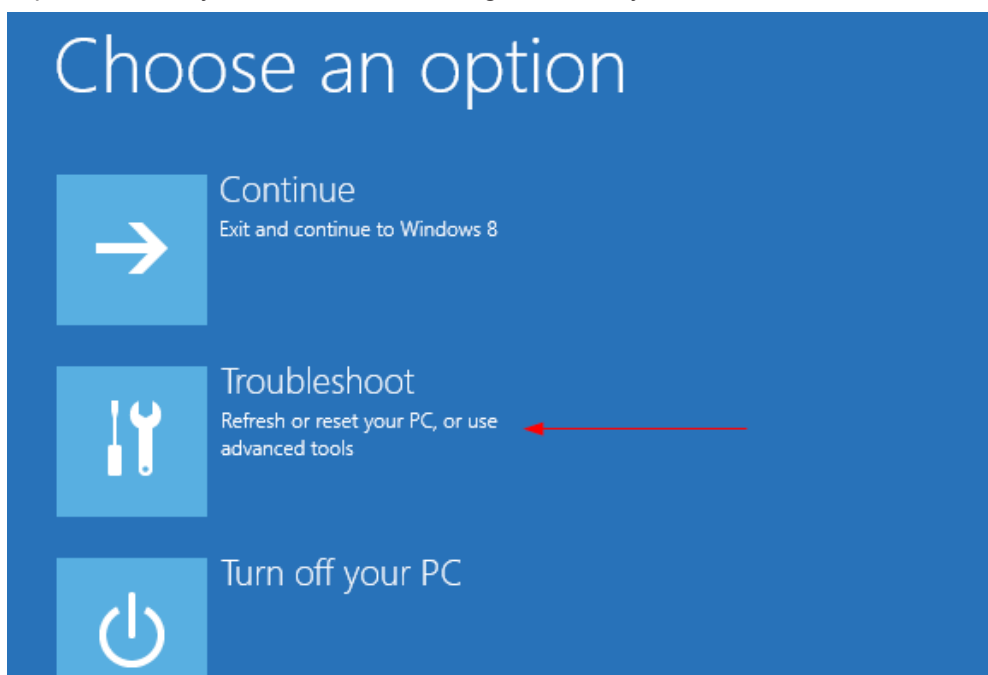 Choose an option
Continue
Exit and continue to Windows 8
Troubleshoot
Refresh or reset your PC, or use
advanced tools
Turn off your PC